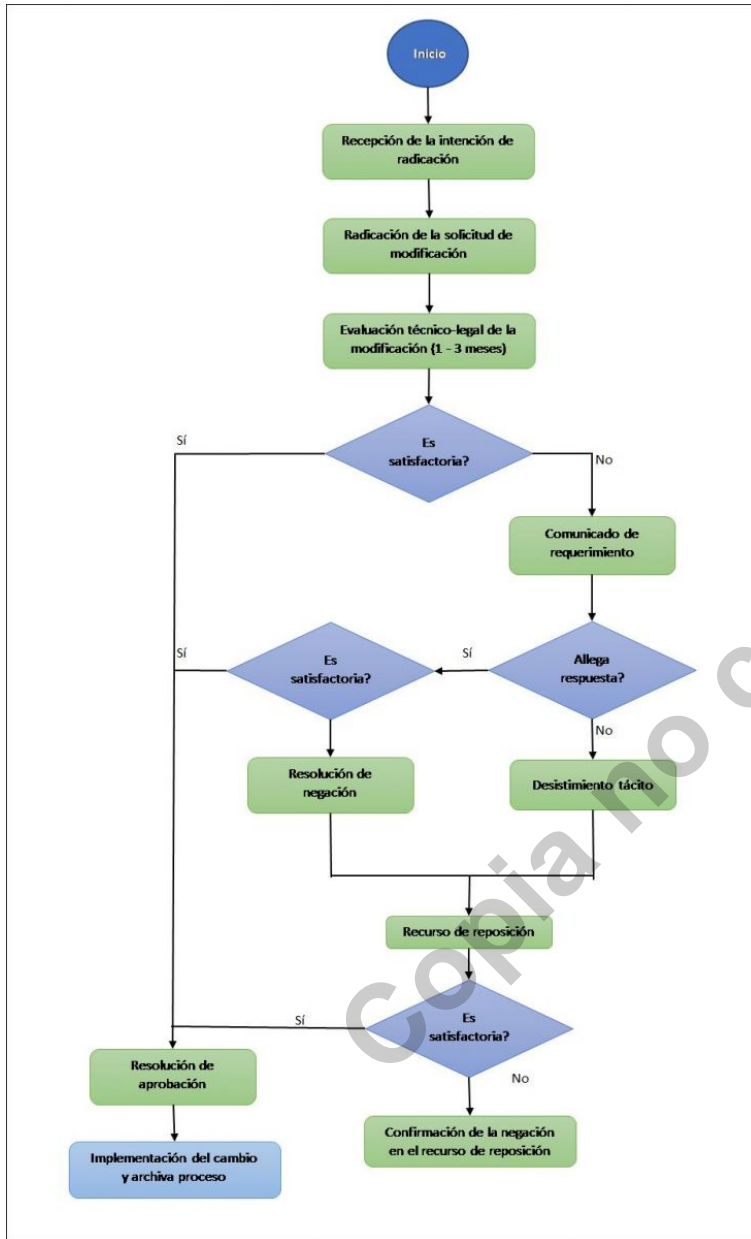 Inicio
Recepción de la intención de
radicación
Radicación de la solicitud de
modificación
Evaluación técnico-legal de la
modificación (1 - 3 meses)
Sí
Es
satisfactoria?
No
Comunicado de
requerimiento
Sí
Es
satisfactoria?
Sí
Allega
respuesta?
No
Resolución de
negación
Desistimiento tácito
Recurso de reposición
Sí
Es
satisfactoria?
No
Resolución de
aprobación
Confirmación de la negación
en el recurso de reposición
Implementación del cambio
y archiva proceso
Copia no c